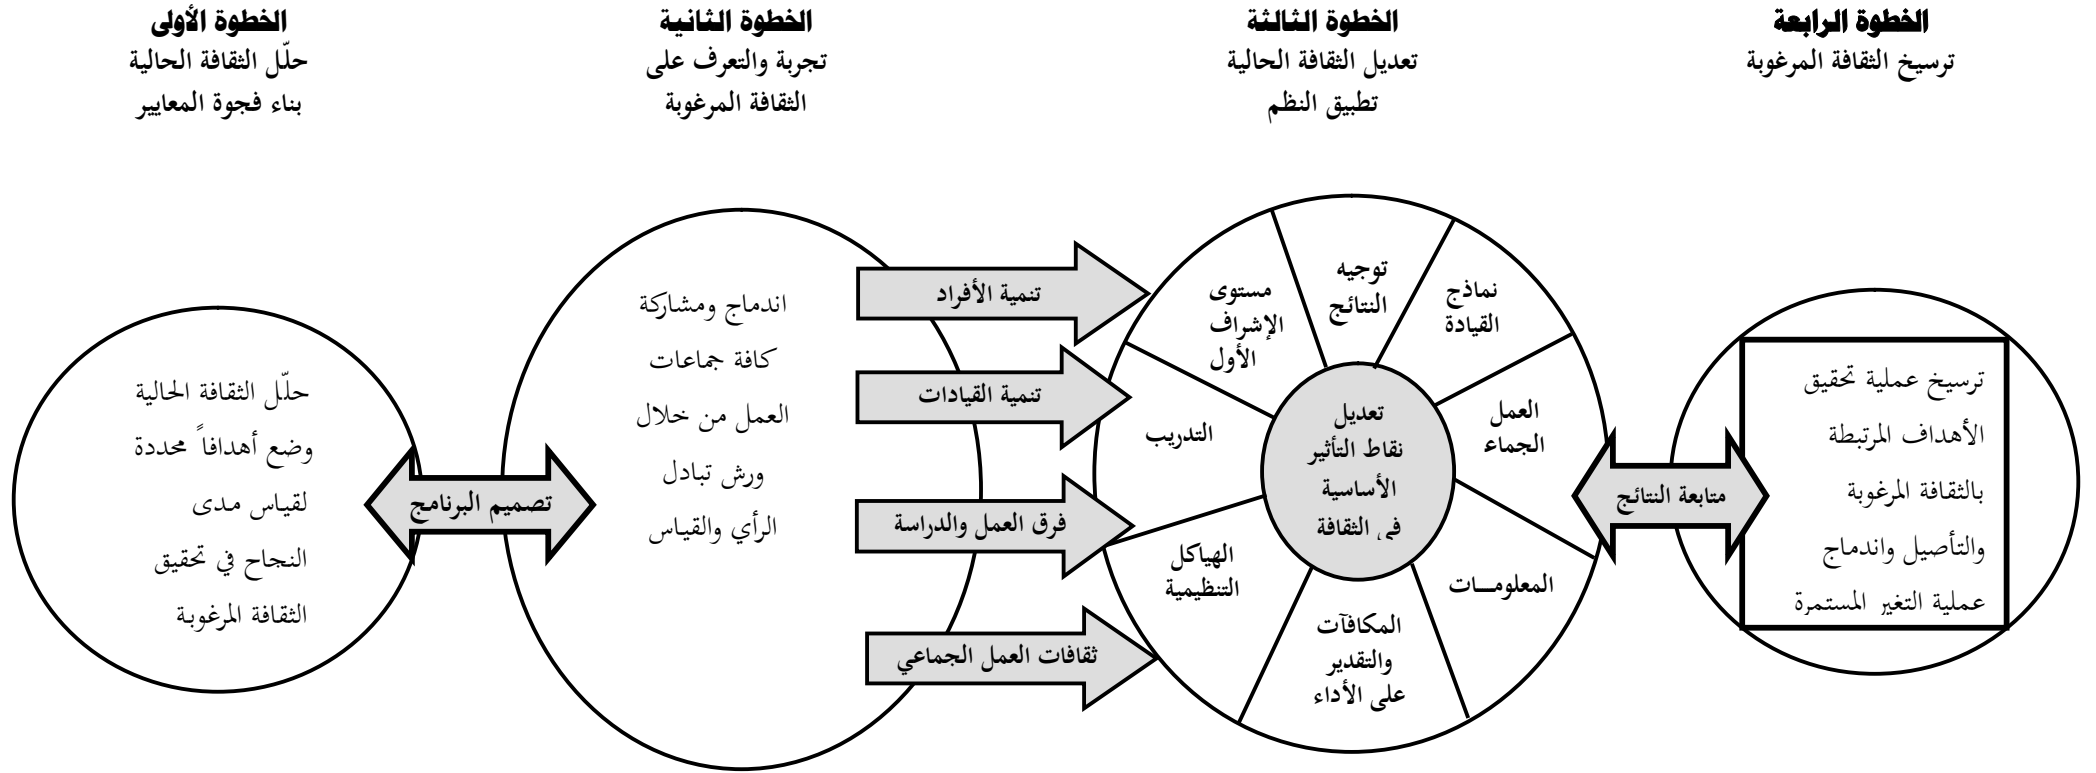 الخطوة الأولى
حلّل الثقافة الحالية
بناء فجوة المعايير
الخطوة الثانية
تجربة والتعرف على
الثقافة المرغوبة
الخطوة الثالثة
تعديل الثقافة الحالية
تطبيق النظم
الخطوة الرابعة
ترسيخ الثقافة المرغوبة
حلّل الثقافة الحالية
وضع أهدافاً محددة
لقياس مدى
النجاح في تحقيق
الثقافة المرغوبة
تصميم البرنامج
اندماج ومشاركة
كافة جماعات
العمل من خلال
ورش تبادل
الرأي والقياس
تنمية الأفراد
تنمية القيادات
فرق العمل والدراسة
ثقافات العمل الجماعي
توجيه
النتائج
نماذج
القيادة
العمل
الجماء
المعلومـــات
المكافآت
والتقدير
على الأداء
الهياكل
التنظيمية
التدريب
مستوى
الإشراف
الأول
تعديل
نقاط التأثير
الأساسية
في الثقافة
متابعة النتائج
ترسيخ عملية تحقيق
الأهداف المرتبطة
بالثقافة المرغوبة
والتأصيل واندماج
عملية التغير المستمرة